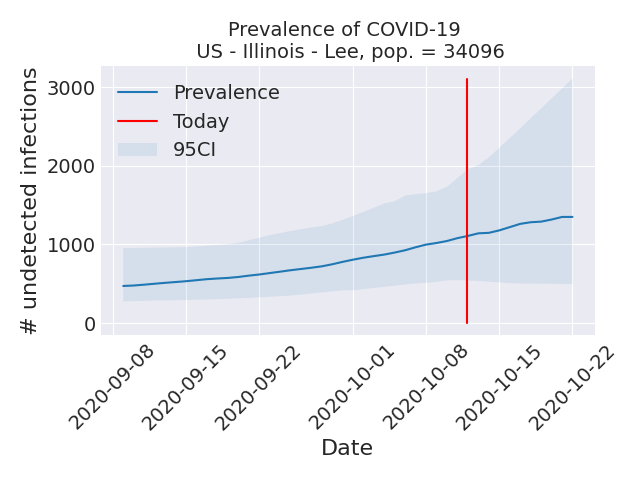 Prevalence of COVID-19
US - Illinois - Lee, pop. = 34096
# undetected infections
3000
2000
1000
0
Prevalence
Today
95CI
2020-09-08
2020-09-15
2020-09-22
2020-10-01
2020-10-08
2020-10-15
2020-10-22
Date